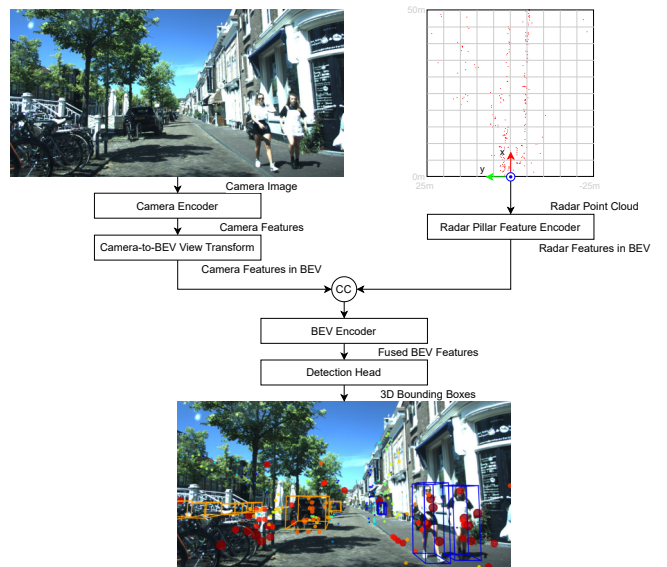 50m
x
y
0m
25m
-25m
Camera Image
Camera Encoder
Camera Features
Camera-to-BEV View Transform
Camera Features in BEV
Radar Point Cloud
Radar Pillar Feature Encoder
Radar Features in BEV
CC
BEV Encoder
Fused BEV Features
Detection Head
3D Bounding Boxes